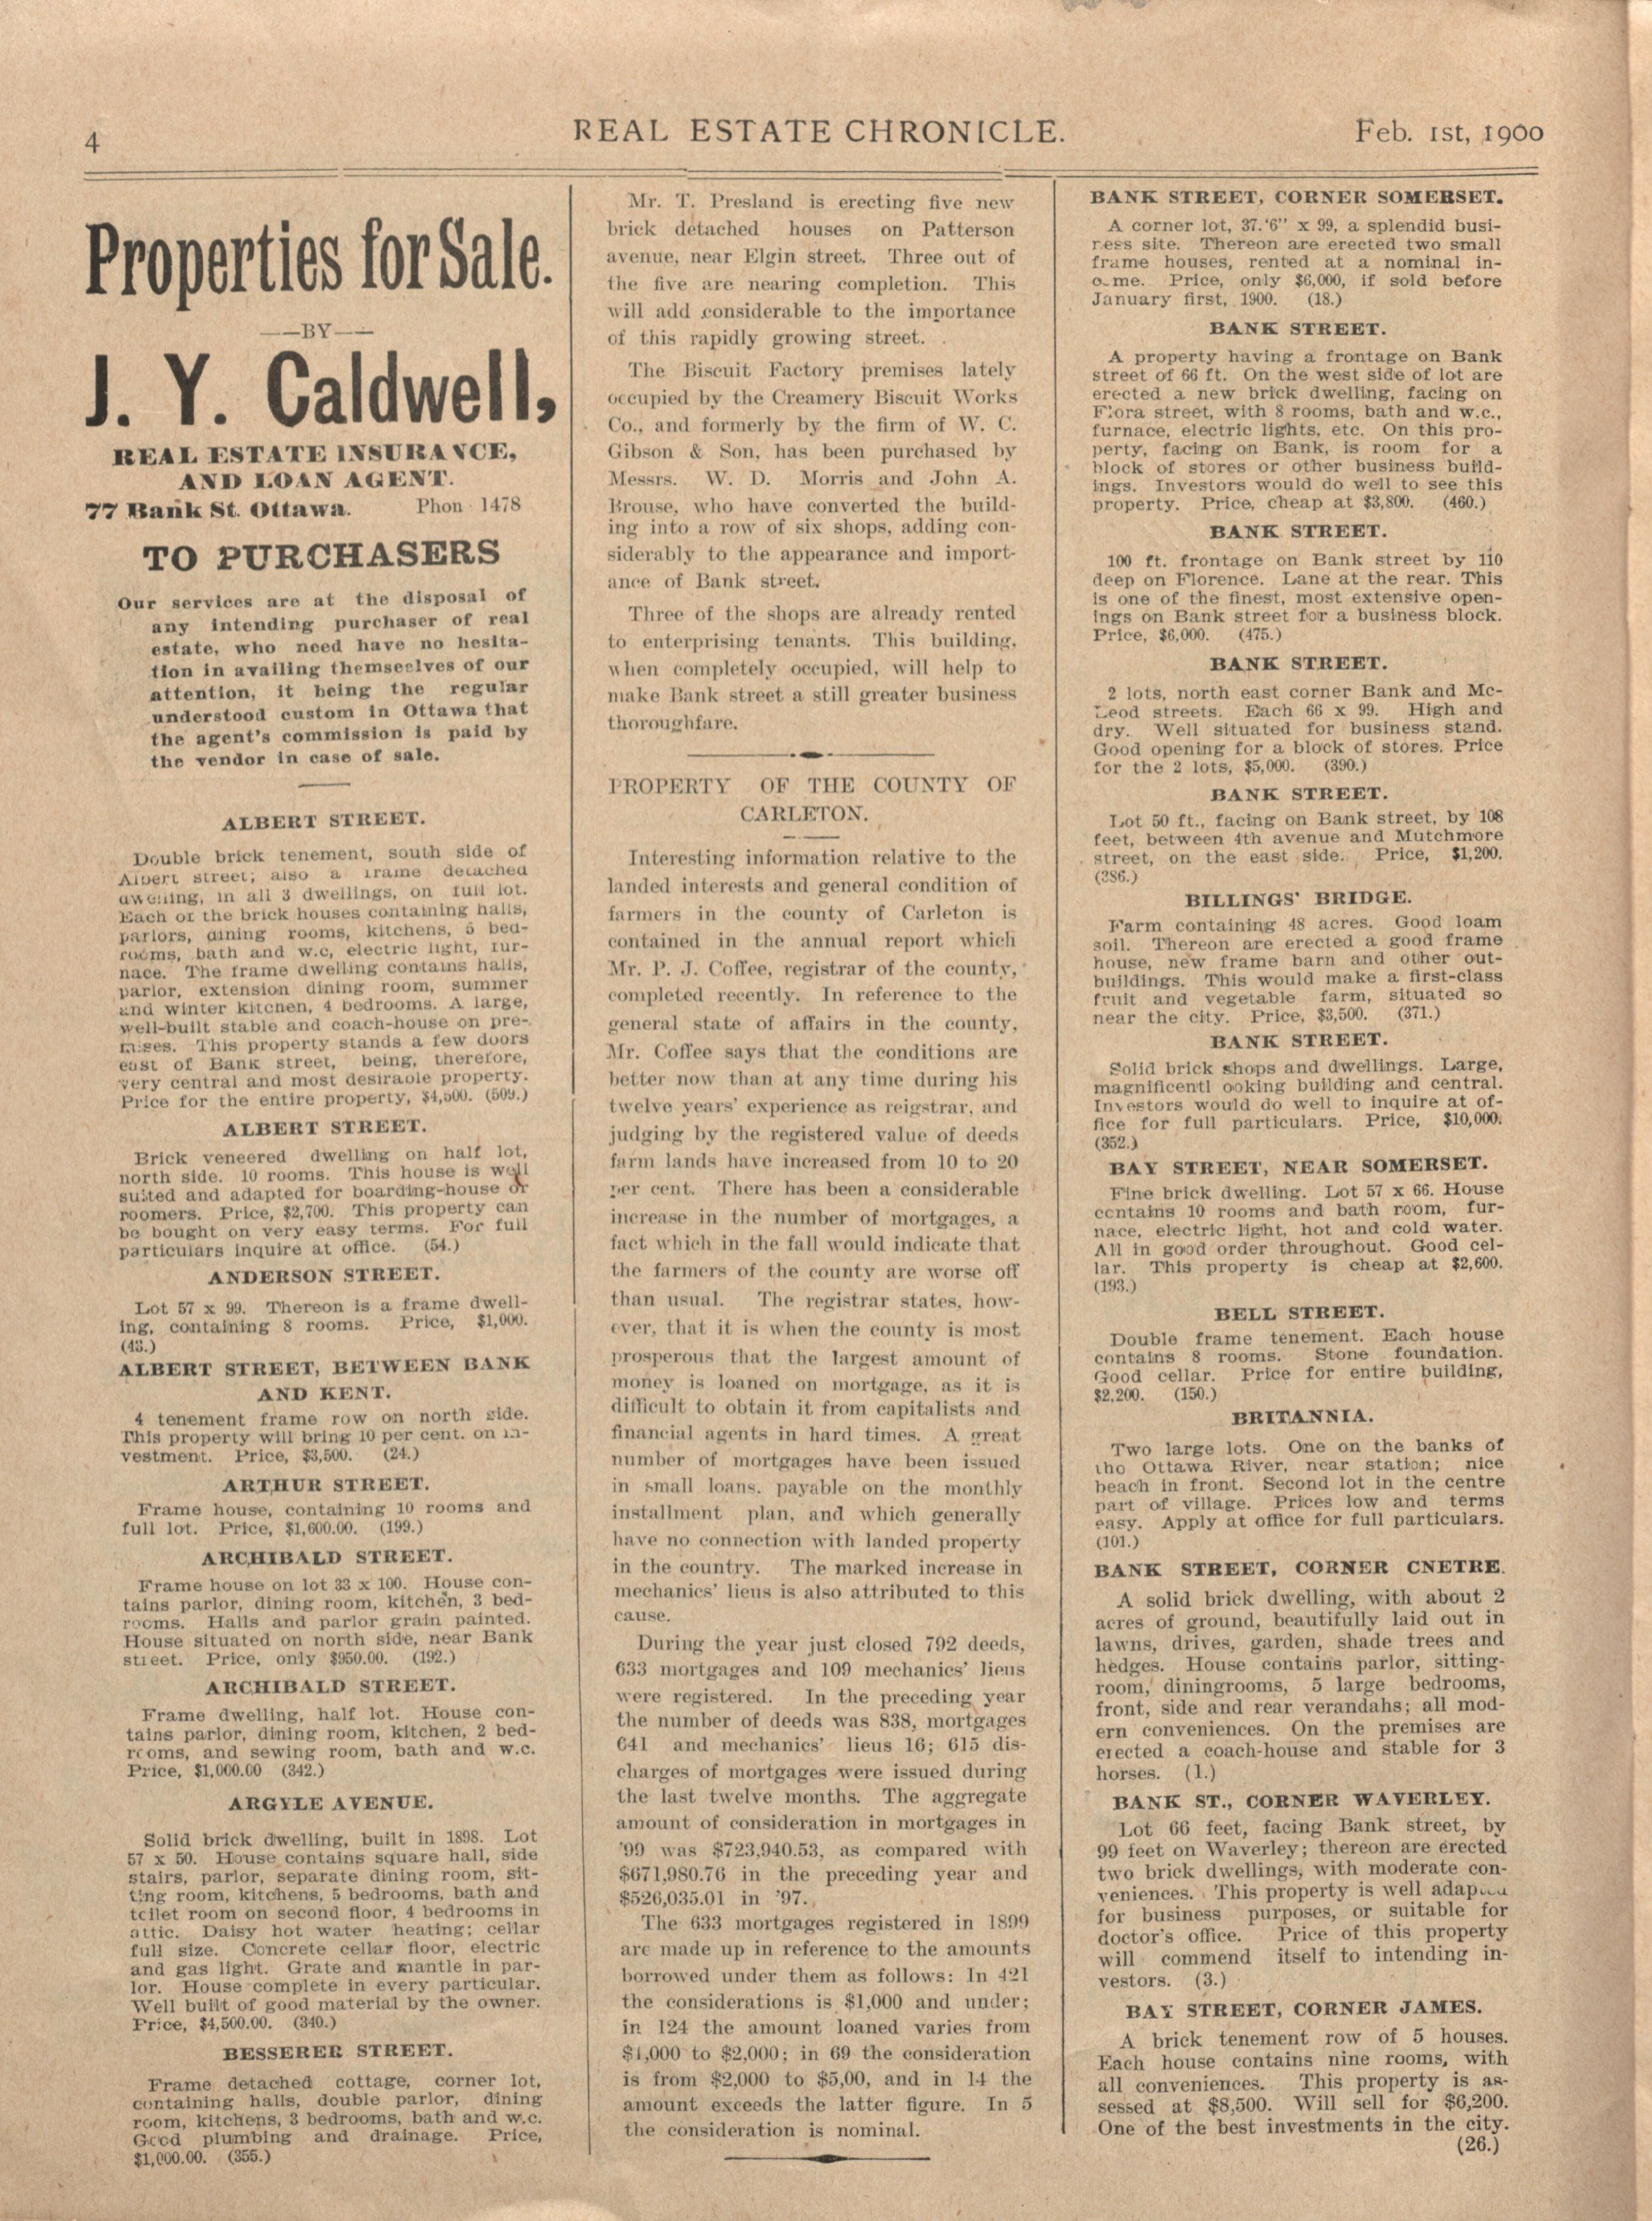 4
REAL ESTATE CHRONICLE.
Feb. 1st, 1900
Properties for Sale.
——BY——
J. Y. Caldwell,
REAL ESTATE INSURANCE,
AND LOAN AGENT.
77 Bank St. Ottawa. Phon 1478
TO PURCHASERS
Our services are at the disposal of
any intending purchaser of real
estate, who need have no hesita-
tion in availing themseelves of our
attention, it being the regular
understood custom in Ottawa that
the agent's commission is paid by
the vendor in case of sale.
ALBERT STREET.
Double brick tenement, south side of
Albert street; also a frame detached
dwelling, in all 3 dwellings, on full lot.
Each of the brick houses containing halls,
parlors, dining rooms, kitchens, 5 bed-
rooms, bath and w.c, electric light, fur-
nace. The frame dwelling contains halls,
parlor, extension dining room, summer
and winter kitchen, 4 bedrooms. A large,
well-built stable and coach-house on pre-
mises. This property stands a few doors
east of Bank street, being, therefore,
very central and most desirable property.
Price for the entire property, $4,500. (509.)
ALBERT STREET.
Brick veneered dwelling on half lot,
north side. 10 rooms. This house is well
suited and adapted for boarding-house or
roomers. Price, $2,700. This property can
be bought on very easy terms. For full
particulars inquire at office. (54.)
ANDERSON STREET.
Lot 57 x 99. Thereon is a frame dwell-
ing, containing 8 rooms. Price, $1,000.
(43.)
ALBERT STREET, BETWEEN BANK
AND KENT.
4 tenement frame row on north side.
This property will bring 10 per cent. on in-
vestment. Price, $3,500. (24.)
ARTHUR STREET.
Frame house, containing 10 rooms and
full lot. Price, $1,600.00. (199.)
ARCHIBALD STREET.
Frame house on lot 33 x 100. House con-
tains parlor, dining room, kitchen, 3 bed-
rooms. Halls and parlor grain painted.
House situated on north side, near Bank
street. Price, only $950.00. (192.)
ARCHIBALD STREET.
Frame dwelling, half lot. House con-
tains parlor, dining room, kitchen, 2 bed-
rooms, and sewing room, bath and w.c.
Price, $1,000.00 (342.)
ARGYLE AVENUE.
Solid brick dwelling, built in 1898. Lot
57 x 50. House contains square hall, side
stairs, parlor, separate dining room, sit-
ting room, kitchens, 5 bedrooms, bath and
toilet room on second floor, 4 bedrooms in
attic. Daisy hot water heating; cellar
full size. Concrete cellar floor, electric
and gas light. Grate and mantle in par-
lor. House complete in every particular.
Well built of good material by the owner.
Price, $4,500.00. (340.)
BESSERER STREET.
Frame detached cottage, corner lot,
containing halls, double parlor, dining
room, kitchens, 3 bedrooms, bath and w.c.
Good plumbing and drainage. Price,
$1,000.00. (355.)
Mr. T. Presland is erecting five new
brick detached houses on Patterson
avenue, near Elgin street. Three out of
the five are nearing completion. This
will add considerable to the importance
of this rapidly growing street.
The Biscuit Factory premises lately
occupied by the Creamery Biscuit Works
Co., and formerly by the firm of W. C.
Gibson & Son, has been purchased by
Messrs. W. D. Morris and John A.
Brouse, who have converted the build-
ing into a row of six shops, adding con-
siderably to the appearance and import-
ance of Bank street.
Three of the shops are already rented
to enterprising tenants. This building,
when completely occupied, will help to
make Bank street a still greater business
thoroughfare.
PROPERTY OF THE COUNTY OF
CARLETON.
Interesting information relative to the
landed interests and general condition of
farmers in the county of Carleton is
contained in the annual report which
Mr. P. J. Coffee, registrar of the county,
completed recently. In reference to the
general state of affairs in the county,
Mr. Coffee says that the conditions are
better now than at any time during his
twelve years' experience as reigstrar, and
judging by the registered value of deeds
farm lands have increased from 10 to 20
per cent. There has been a considerable
increase in the number of mortgages, a
fact which in the fall would indicate that
the farmers of the county are worse off
than usual. The registrar states, how-
ever, that it is when the county is most
prosperous that the largest amount of
money is loaned on mortgage, as it is
difficult to obtain it from capitalists and
financial agents in hard times. A great
number of mortgages have been issued
in small loans. payable on the monthly
installment plan, and which generally
have no connection with landed property
in the country. The marked increase in
mechanics' liens is also attributed to this
cause.
During the year just closed 792 deeds,
633 mortgages and 109 mechanics' liens
were registered. In the preceding year
the number of deeds was 838, mortgages
641 and mechanics' lieus 16; 615 dis-
charges of mortgages were issued during
the last twelve months. The aggregate
amount of consideration in mortgages in
'99 was $723,940.53, as compared with
$671,980.76 in the preceding year and
$526,035.01 in '97.
The 633 mortgages registered in 1899
are made up in reference to the amounts
borrowed under them as follows: In 421
the considerations is $1,000 and under;
in 124 the amount loaned varies from
$1,000 to $2,000; in 69 the consideration
is from $2,000 to $5,00, and in 14 the
amount exceeds the latter figure. In 5
the consideration is nominal.
BANK STREET, CORNER SOMERSET.
A corner lot, 37.'6" x 99, a splendid busi-
ness site. Thereon are erected two small
frame houses, rented at a nominal in-
come. Price, only $6,000, if sold before
January first, 1900. (18.)
BANK STREET.
A property having a frontage on Bank
street of 66 ft. On the west side of lot are
erected a new brick dwelling, facing on
Flora street, with 8 rooms, bath and w.c.,
furnace, electric lights, etc. On this pro-
perty, facing on Bank, is room for a
block of stores or other business build-
ings. Investors would do well to see this
property. Price, cheap at $3,800. (460.)
BANK STREET.
100 ft. frontage on Bank street by 110
deep on Florence. Lane at the rear. This
is one of the finest, most extensive open-
ings on Bank street for a business block.
Price, $6,000. (475.)
BANK STREET.
2 lots, north east corner Bank and Mc-
Leod streets. Each 66 x 99. High and
dry. Well situated for business stand.
Good opening for a block of stores. Price
for the 2 lots, $5,000. (390.)
BANK STREET.
Lot 50 ft., facing on Bank street, by 108
feet, between 4th avenue and Mutchmore
street, on the east side. Price, $1,200.
(386.)
BILLINGS' BRIDGE.
Farm containing 48 acres. Good loam
soil. Thereon are erected a good frame
house, new frame barn and other out-
buildings. This would make a first-class
fruit and vegetable farm, situated so
near the city. Price, $3,500. (371.)
BANK STREET.
Solid brick shops and dwellings. Large,
magnificentl ooking building and central.
Investors would do well to inquire at of-
fice for full particulars. Price, $10,000.
(352.)
BAY STREET, NEAR SOMERSET.
Fine brick dwelling. Lot 57 x 66. House
contains 10 rooms and bath room, fur-
nace, electric light, hot and cold water.
All in good order throughout. Good cel-
lar. This property is cheap at $2,600.
(193.)
BELL STREET.
Double frame tenement. Each house
contains 8 rooms. Stone foundation.
Good cellar. Price for entire building,
$2,200. (150.)
BRITANNIA.
Two large lots. One on the banks of
the Ottawa River, near station; nice
beach in front. Second lot in the centre
part of village. Prices low and terms
easy. Apply at office for full particulars.
(101.)
BANK STREET, CORNER CNETRE.
A solid brick dwelling, with about 2
acres of ground, beautifully laid out in
lawns, drives, garden, shade trees and
hedges. House contains parlor, sitting-
room, diningrooms, 5 large bedrooms,
front, side and rear verandahs; all mod-
ern conveniences. On the premises are
erected a coach-house and stable for 3
horses. (1.)
BANK ST., CORNER WAVERLEY.
Lot 66 feet, facing Bank street, by
99 feet on Waverley; thereon are erected
two brick dwellings, with moderate con-
veniences. This property is well adapted
for business purposes, or suitable for
doctor's office. Price of this property
will commend itself to intending in-
vestors. (3.)
BAY STREET, CORNER JAMES.
A brick tenement row of 5 houses.
Each house contains nine rooms, with
all conveniences. This property is as-
sessed at $8,500. Will sell for $6,200.
One of the best investments in the city.
(26.)